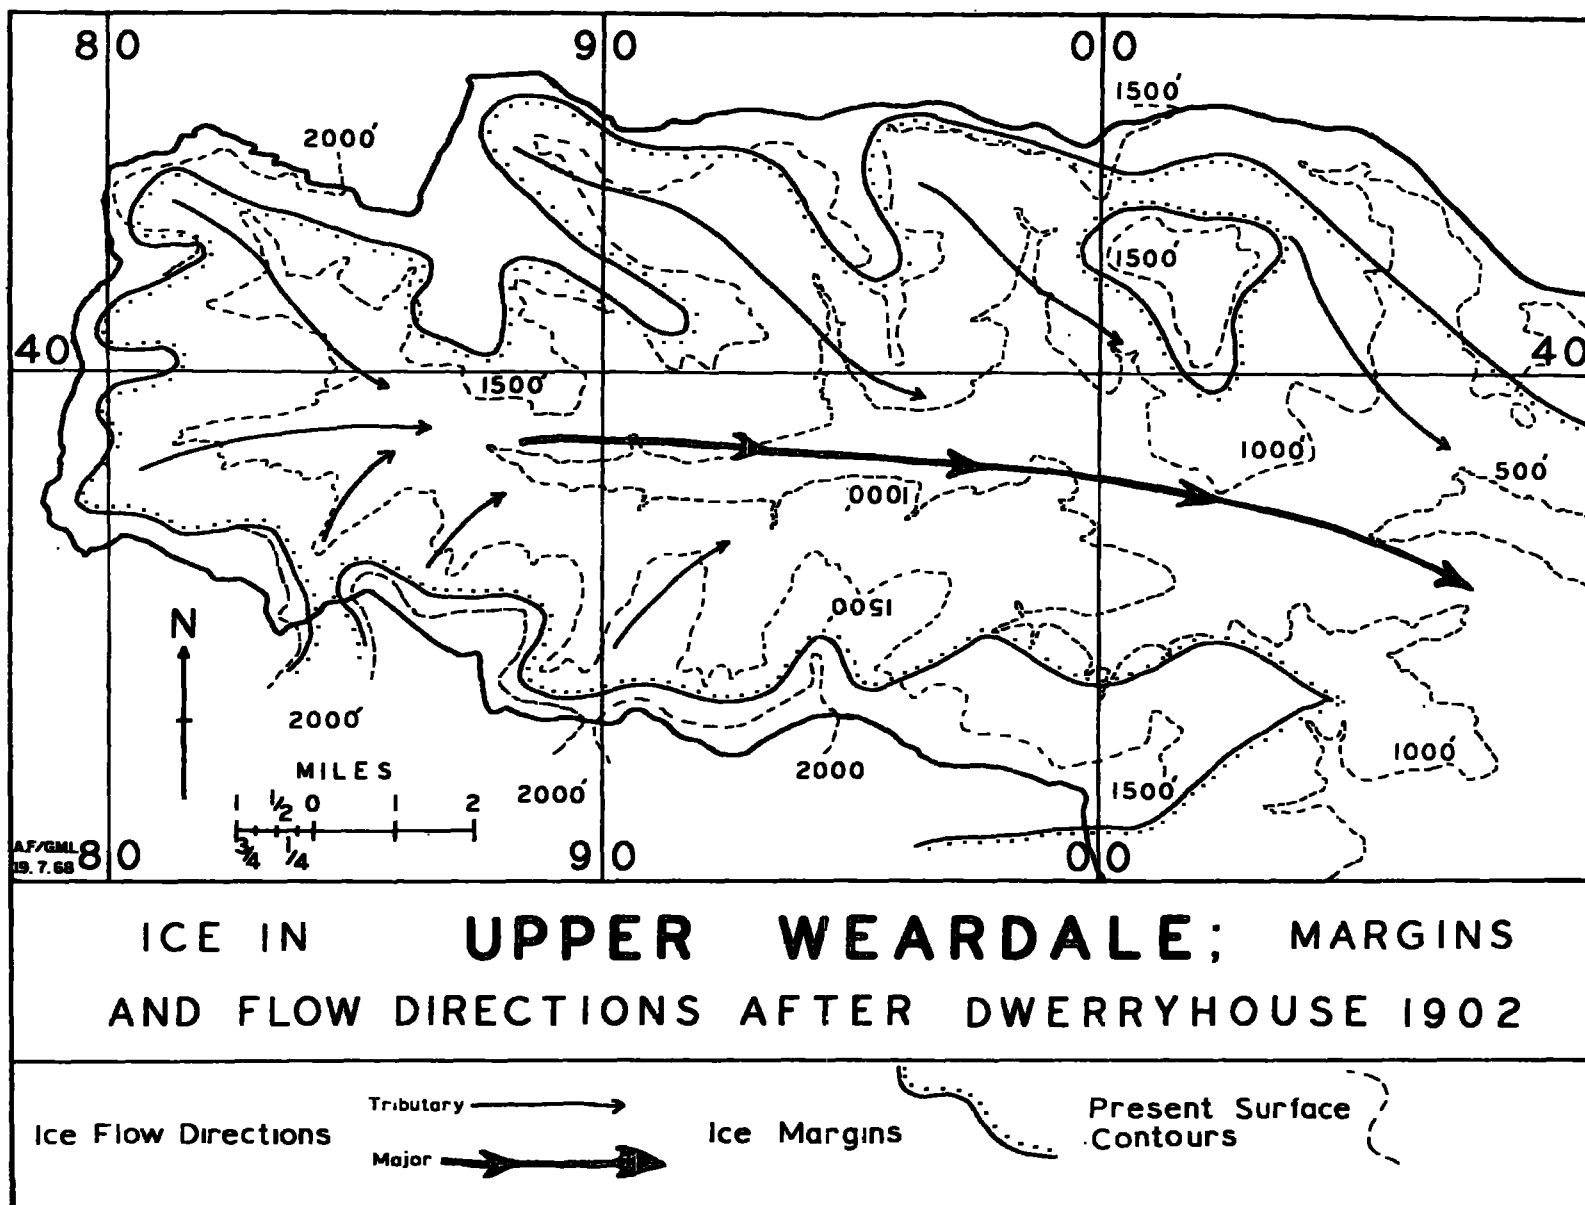 80 90 00
1500'
2000'
1500'
40 40
1500'
1000'
500'
1000
1500
2000'
N
2000
1000'
2000'
1500'
MILES
1 1/2 0 1 2
3/4 1/4
A.F/GML
19.7.68
80 90 00
ICE IN UPPER WEARDALE; MARGINS
AND FLOW DIRECTIONS AFTER DWERRYHOUSE 1902
Ice Flow Directions
Tributary
Major
Ice Margins
Present Surface
Contours